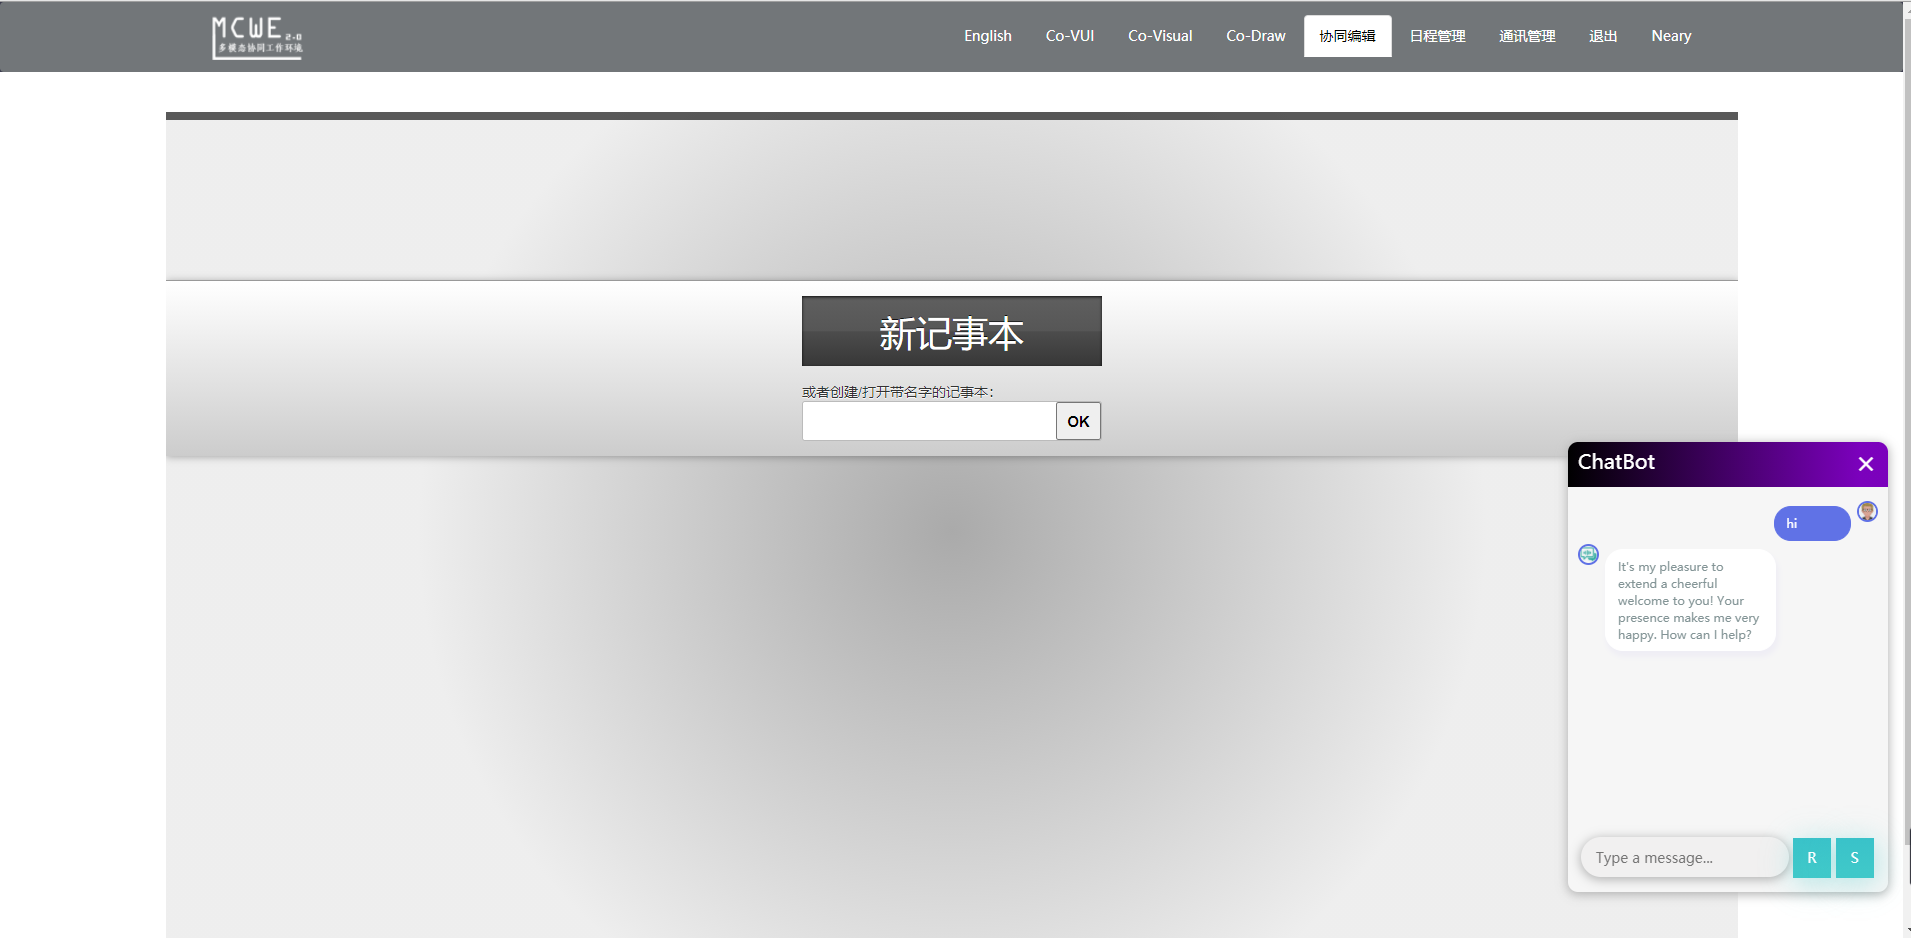 MCWE 2.0
多模态协同工作环境
English Co-VUI Co-Visual Co-Draw 协同编辑 日程管理 通讯管理 退出 Neary
新记事本
或者创建/打开带名字的记事本：
OK
ChatBot
hi
It's my pleasure to
extend a cheerful
welcome to you! Your
presence makes me very
happy. How can I help?
Type a message... R S